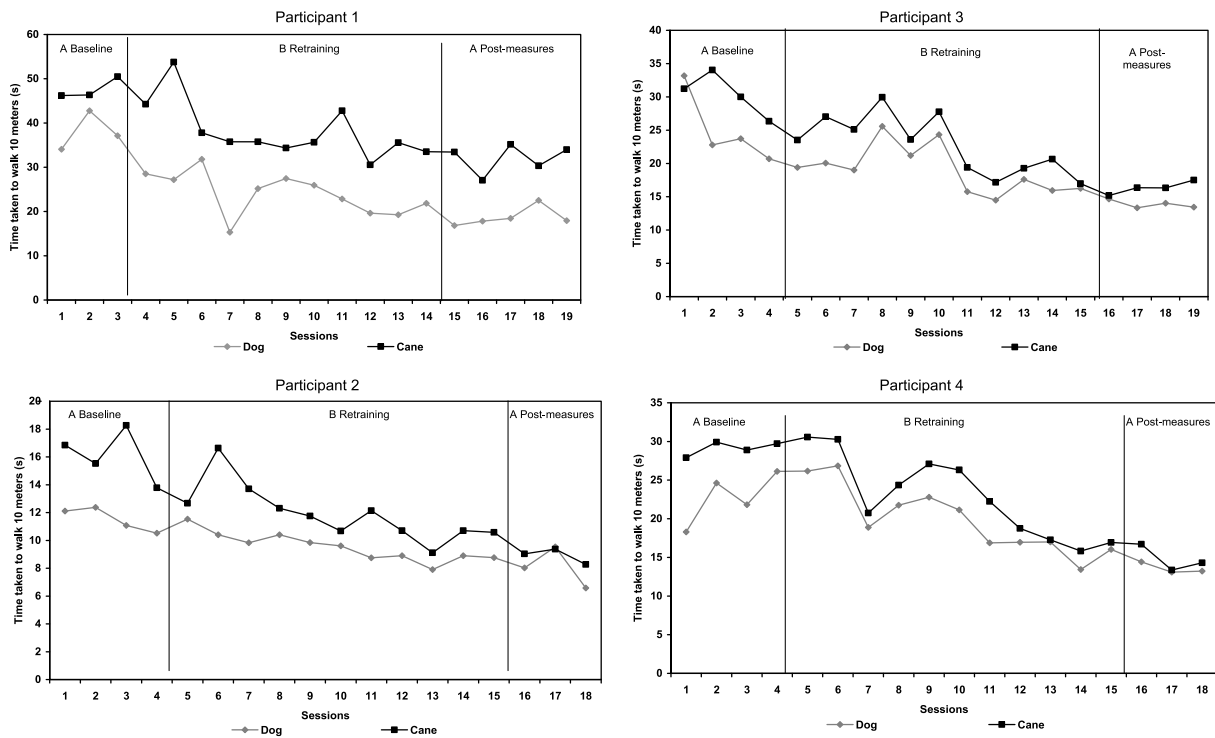 Participant 1
A Baseline
B Retraining
A Post-measures
Time taken to walk 10 meters (s)
60
50
40
30
20
10
0
1 2 3 4 5 6 7 8 9 10 11 12 13 14 15 16 17 18 19
Sessions
Dog Cane
Participant 3
A Baseline
B Retraining
A Post-
measures
Time taken to walk 10 meters (s)
40
35
30
25
20
15
10
5
0
1 2 3 4 5 6 7 8 9 10 11 12 13 14 15 16 17 18 19
Sessions
Dog Cane
Participant 2
A Baseline
B Retraining
A Post-measures
Time taken to walk 10 meters (s)
20
18
16
14
12
10
8
6
4
2
0
1 2 3 4 5 6 7 8 9 10 11 12 13 14 15 16 17 18
Sessions
Dog Cane
Participant 4
A Baseline
B Retraining
A Post-measures
Time taken to walk 10 meters (s)
35
30
25
20
15
10
5
0
1 2 3 4 5 6 7 8 9 10 11 12 13 14 15 16 17 18
Sessions
Dog Cane